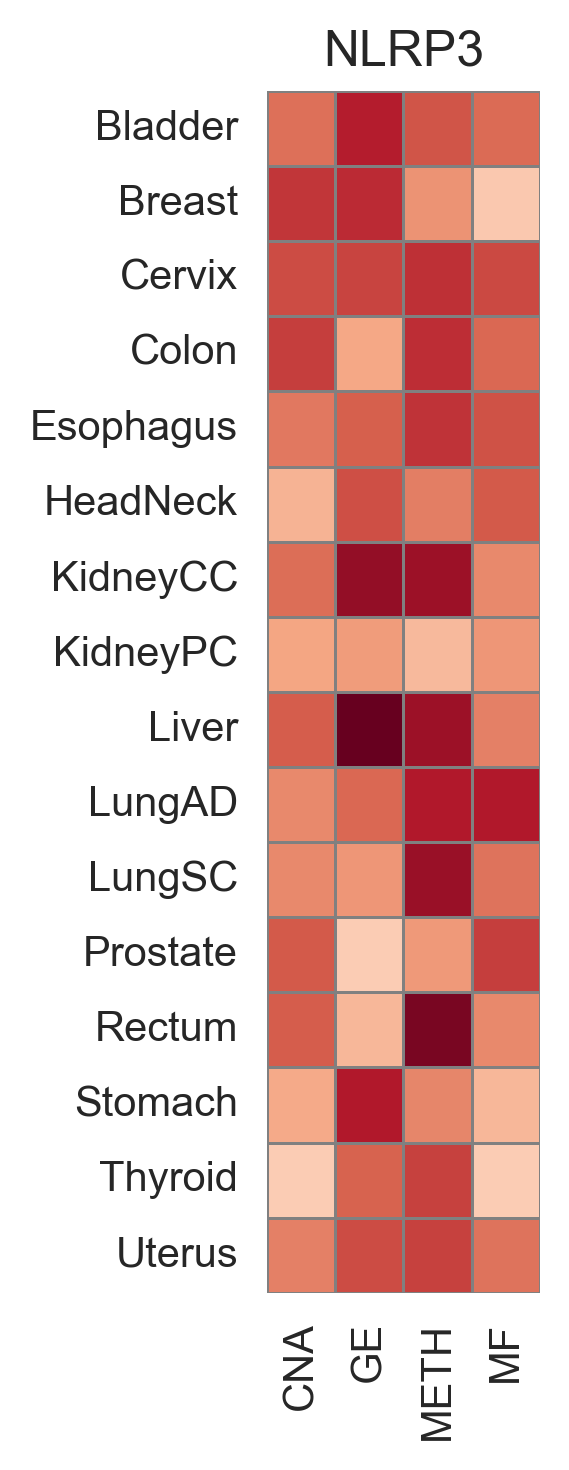 NLRP3
Bladder
Breast
Cervix
Colon
Esophagus
HeadNeck
KidneyCC
KidneyPC
Liver
LungAD
LungSC
Prostate
Rectum
Stomach
Thyroid
Uterus
CNA
GE
METH
MF